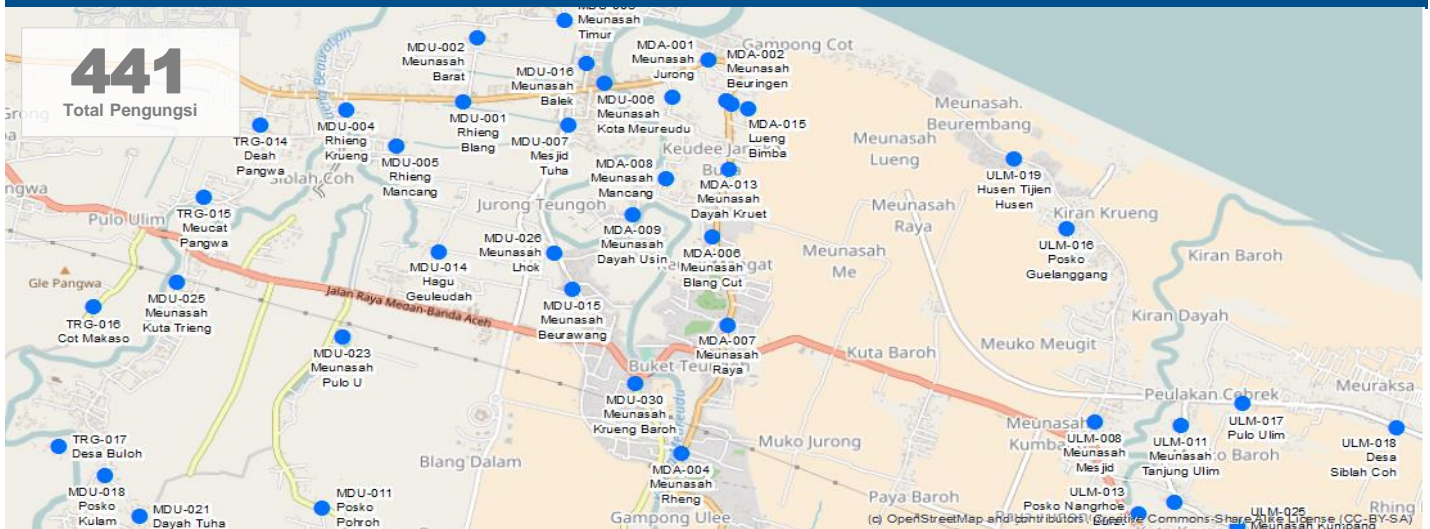 441
Total Pengungsi
Meunasah
Timur
MDU-002
Meunasah
Barat
MDU-016
Meunasah
Balek
MDA-001
Meunasah
Jurong
Gampong Cot
MDA-002
Meunasah
Beuringen
MDU-006
Meunasah
Kota Meureudu
MDU-001
Rhieng
Blang
MDU-004
Rhieng
Krueng
MDU-005
Rhieng
Mancang
MDU-007
Mesjid
Tuha
TRG-014
Deah
Pangwa
Siblah Coh
MDA-015
Lueng
Bimba
Meunasah.
Beurembang
Meunasah
Lueng
MDA-008
Meunasah
Mancang
MDA-013
Meunasah
Dayah Kruet
ULM-019
Husen Tijien
Husen
TRG-015
Meucat
Pangwa
Pulo Ulim
Jurong Teungoh
MDA-009
Meunasah
Dayah Usin
MDU-026
Meunasah
Lhok
MDU-014
Hagu
Geuleudah
MDA-006
Meunasah
Blang Cut
Meunasah
Raya
Meunasah
Me
Kiran Krueng
ULM-016
Posko
Guelanggang
Kiran Baroh
Kiran Dayah
Gle Pangwa
MDU-025
Meunasah
Kuta Trieng
TRG-016
Cot Makaso
Jalan Raya Medan-Banda Aceh
MDU-015
Meunasah
Beurawang
MDU-023
Meunasah
Pulo U
MDA-007
Meunasah
Raya
Buket Teungoh
Kuta Baroh
Meuko Meugit
MDU-030
Meunasah
Krueng Baroh
Peulakan Cebrek
Meuraksa
ULM-017
Pulo Ulim
ULM-018
Desa
Siblah Coh
ULM-008
Meunasah
Mesjid
ULM-011
Meunasah
Tanjung Ulim
Muko Jurong
MDA-004
Meunasah
Rheng
Blang Dalam
TRG-017
Desa Buloh
MDU-018
Posko
Kulam
MDU-021
Dayah Tuha
MDU-011
Posko
Pohroh
Gampong Ulee
Paya Baroh
ULM-013
Posko Nangrhoe
ULM-025
(c) OpenStreetMap and contributors, Creative Commons-Share Alike License (CC-BY-SA)